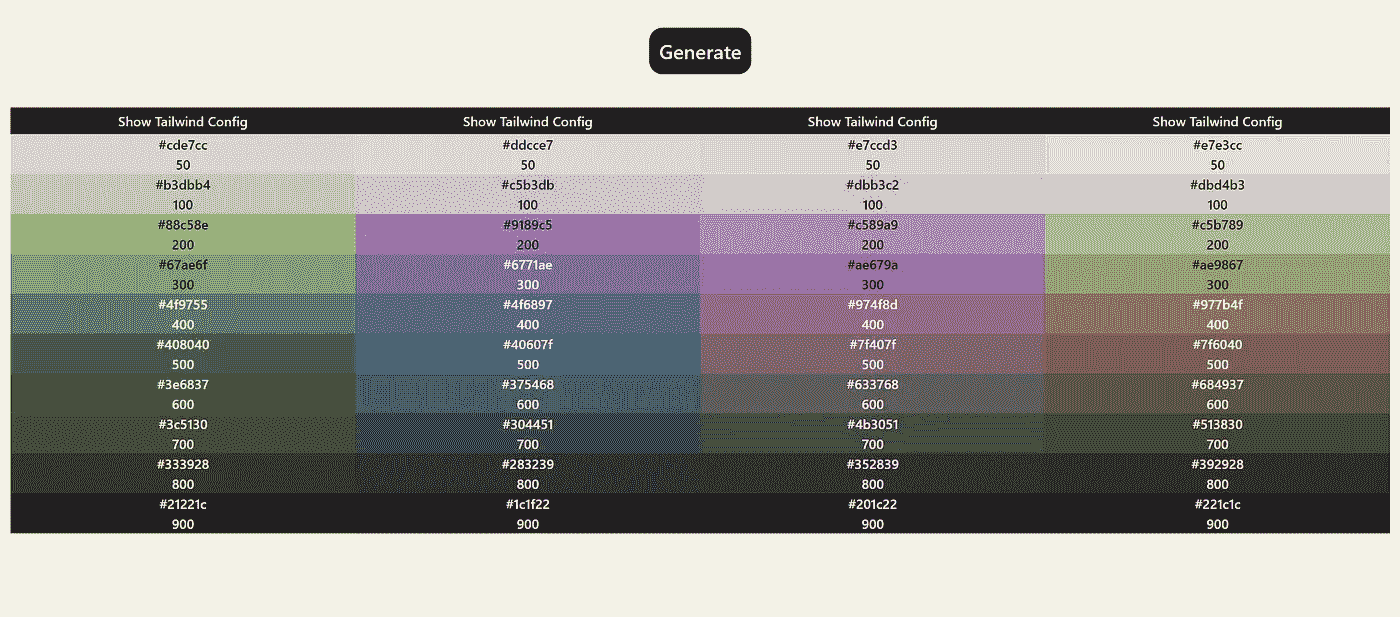 Generate
Show Tailwind Config Show Tailwind Config Show Tailwind Config Show Tailwind Config
#cde7cc #ddcce7 #e7ccd3 #e7e3cc
50 50 50 50
#b3dbb4 #c5b3db #dbb3c2 #dbd4b3
100 100 100 100
#88c58e #9189c5 #c589a9 #c5b789
200 200 200 200
#67ae6f #6771ae #ae679a #ae9867
300 300 300 300
#4f9755 #4f6897 #974f8d #977b4f
400 400 400 400
#408040 #40607f #7f407f #7f6040
500 500 500 500
#3e6837 #375468 #633768 #684937
600 600 600 600
#3c5130 #304451 #4b3051 #513830
700 700 700 700
#333928 #283239 #352839 #392928
800 800 800 800
#21221c #1c1f22 #201c22 #221c1c
900 900 900 900